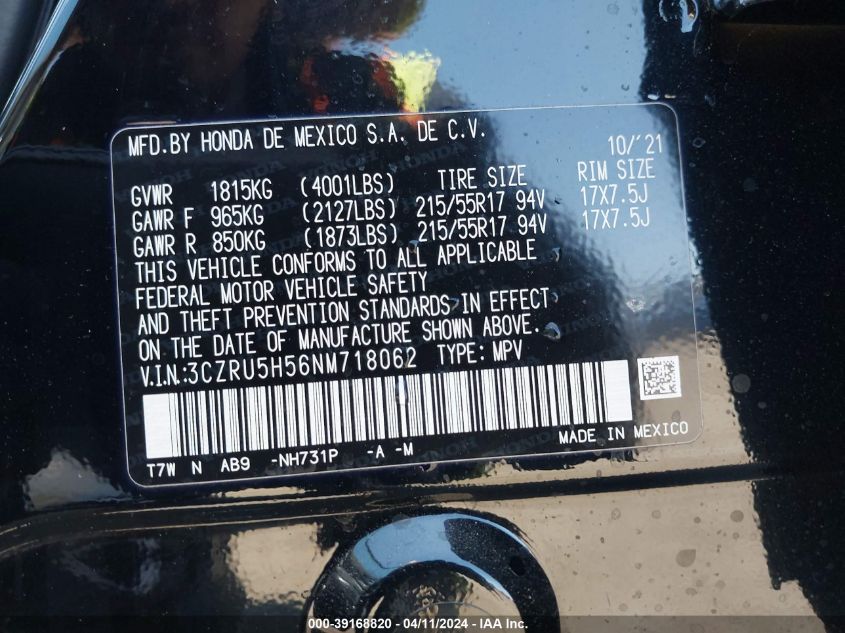 MFD.BY HONDA DE MEXICO S.A. DE C.V.
10/'21
GVWR 1815KG (4001LBS) TIRE SIZE RIM SIZE
GAWR F 965KG (2127LBS) 215/55R17 94V 17X7.5J
GAWR R 850KG (1873LBS) 215/55R17 94V 17X7.5J
THIS VEHICLE CONFORMS TO ALL APPLICABLE
FEDERAL MOTOR VEHICLE SAFETY
AND THEFT PREVENTION STANDARDS IN EFFECT
ON THE DATE OF MANUFACTURE SHOWN ABOVE.
V.I.N.:3CZRU5H56NM718062 TYPE: MPV
T7W N AB9 -NH731P -A -M
MADE IN MEXICO
000-39168820 - 04/11/2024 - IAA Inc.